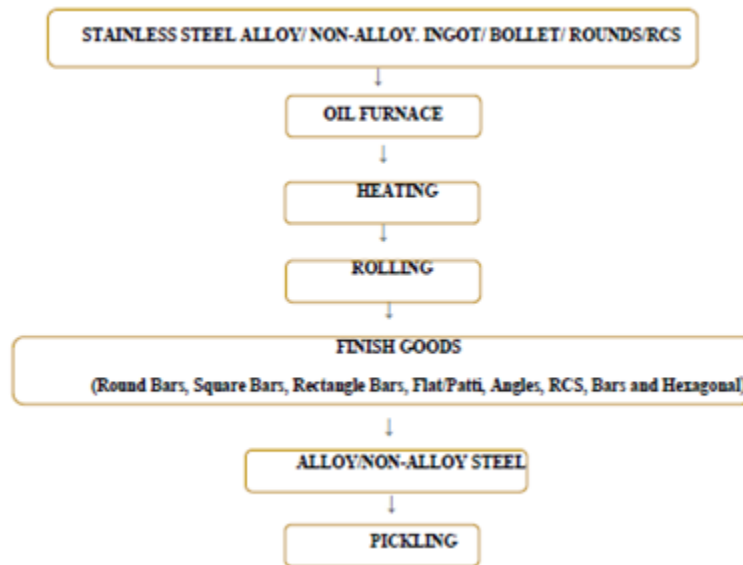 STAINLESS STEEL ALLOY/ NON-ALLOY. INGOT/ BOLLET/ ROUNDS/RCS
↓
OIL FURNACE
↓
HEATING
↓
ROLLING
↓
FINISH GOODS
(Round Bars, Square Bars, Rectangle Bars, Flat/Patti, Angles, RCS, Bars and Hexagonal)
↓
ALLOY/NON-ALLOY STEEL
↓
PICKLING